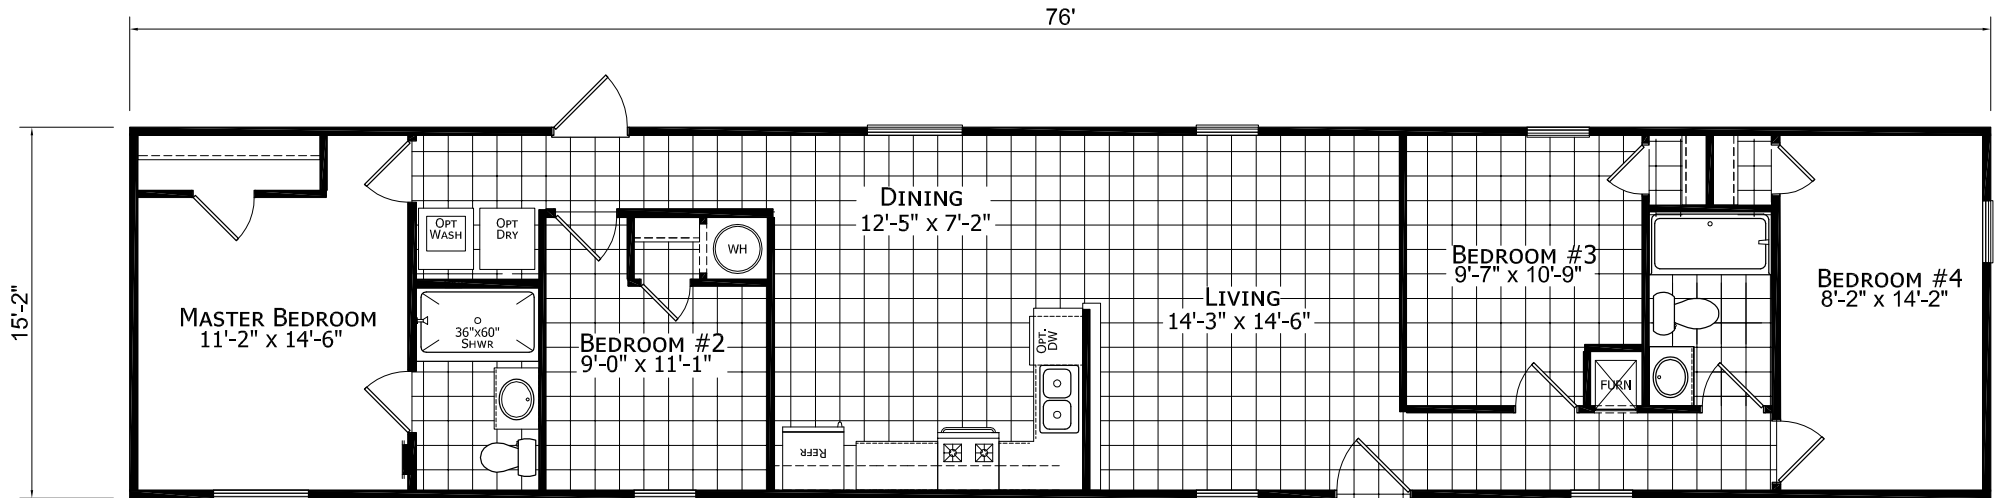 76'
15'-2"
MASTER BEDROOM
11'-2" x 14'-6"
OPT
WASH
OPT
DRY
36"x60"
SHWR
BEDROOM #2
9'-0" x 11'-1"
WH
DINING
12'-5" x 7'-2"
REFR
OPT.
DW
LIVING
14'-3" x 14'-6"
BEDROOM #3
9'-7" x 10'-9"
FURN
BEDROOM #4
8'-2" x 14'-2"